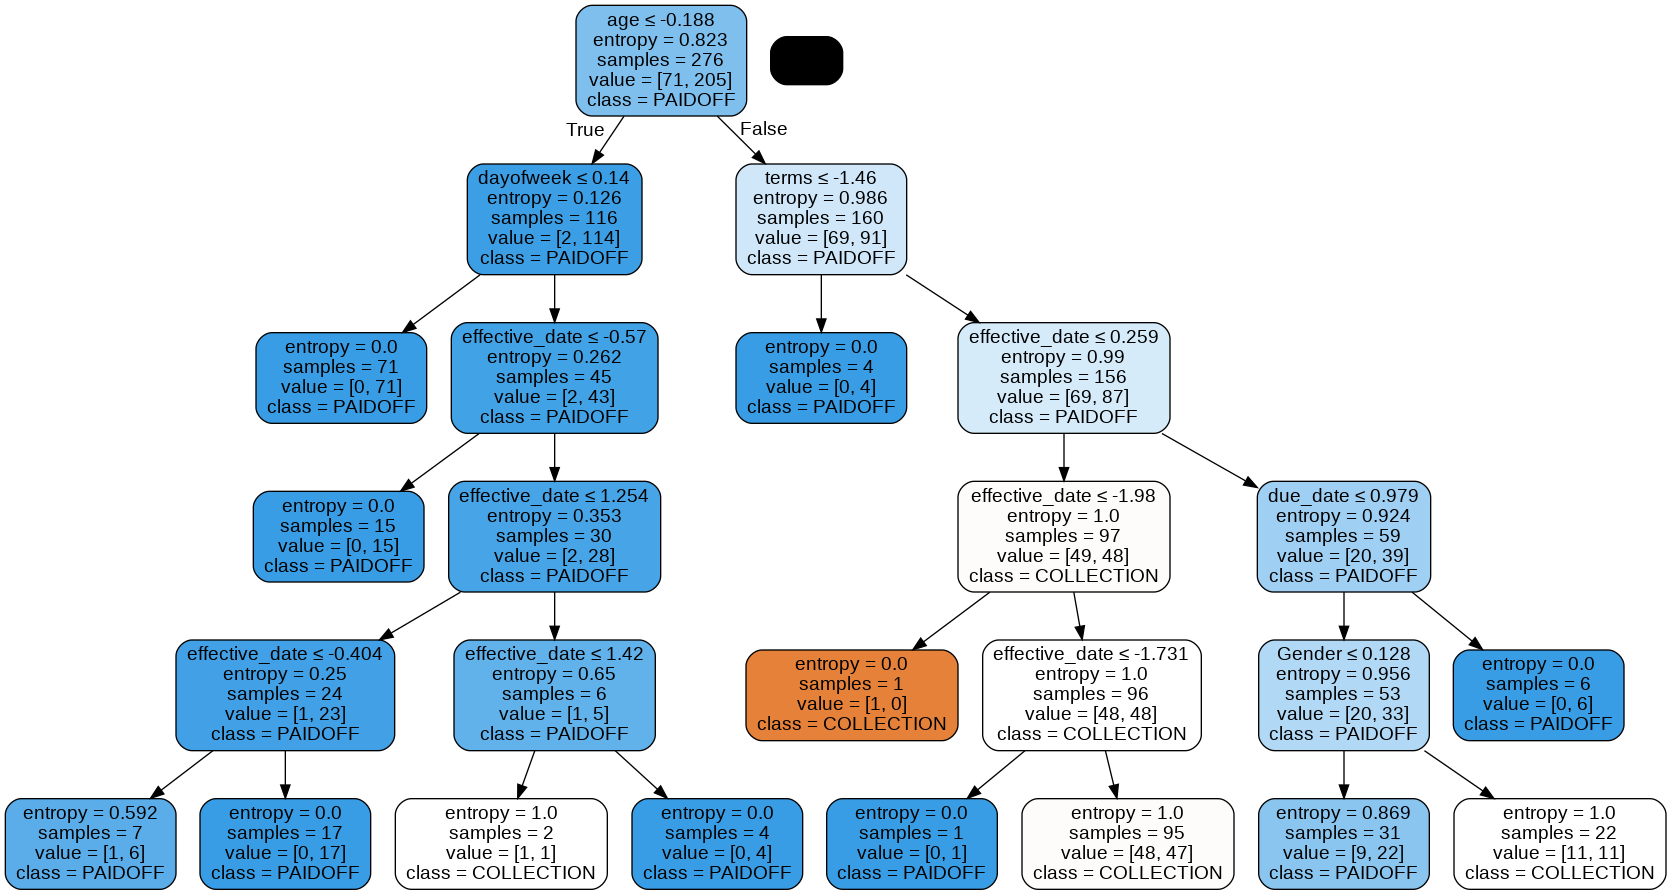 age ≤ -0.188
entropy = 0.823
samples = 276
value = [71, 205]
class = PAIDOFF
True
False
dayofweek ≤ 0.14
entropy = 0.126
samples = 116
value = [2, 114]
class = PAIDOFF
terms ≤ -1.46
entropy = 0.986
samples = 160
value = [69, 91]
class = PAIDOFF
entropy = 0.0
samples = 71
value = [0, 71]
class = PAIDOFF
effective_date ≤ -0.57
entropy = 0.262
samples = 45
value = [2, 43]
class = PAIDOFF
entropy = 0.0
samples = 4
value = [0, 4]
class = PAIDOFF
effective_date ≤ 0.259
entropy = 0.99
samples = 156
value = [69, 87]
class = PAIDOFF
entropy = 0.0
samples = 15
value = [0, 15]
class = PAIDOFF
effective_date ≤ 1.254
entropy = 0.353
samples = 30
value = [2, 28]
class = PAIDOFF
effective_date ≤ -1.98
entropy = 1.0
samples = 97
value = [49, 48]
class = COLLECTION
due_date ≤ 0.979
entropy = 0.924
samples = 59
value = [20, 39]
class = PAIDOFF
effective_date ≤ -0.404
entropy = 0.25
samples = 24
value = [1, 23]
class = PAIDOFF
effective_date ≤ 1.42
entropy = 0.65
samples = 6
value = [1, 5]
class = PAIDOFF
entropy = 0.0
samples = 1
value = [1, 0]
class = COLLECTION
effective_date ≤ -1.731
entropy = 1.0
samples = 96
value = [48, 48]
class = COLLECTION
Gender ≤ 0.128
entropy = 0.956
samples = 53
value = [20, 33]
class = PAIDOFF
entropy = 0.0
samples = 6
value = [0, 6]
class = PAIDOFF
entropy = 0.592
samples = 7
value = [1, 6]
class = PAIDOFF
entropy = 0.0
samples = 17
value = [0, 17]
class = PAIDOFF
entropy = 1.0
samples = 2
value = [1, 1]
class = COLLECTION
entropy = 0.0
samples = 4
value = [0, 4]
class = PAIDOFF
entropy = 0.0
samples = 1
value = [0, 1]
class = PAIDOFF
entropy = 1.0
samples = 95
value = [48, 47]
class = COLLECTION
entropy = 0.869
samples = 31
value = [9, 22]
class = PAIDOFF
entropy = 1.0
samples = 22
value = [11, 11]
class = COLLECTION